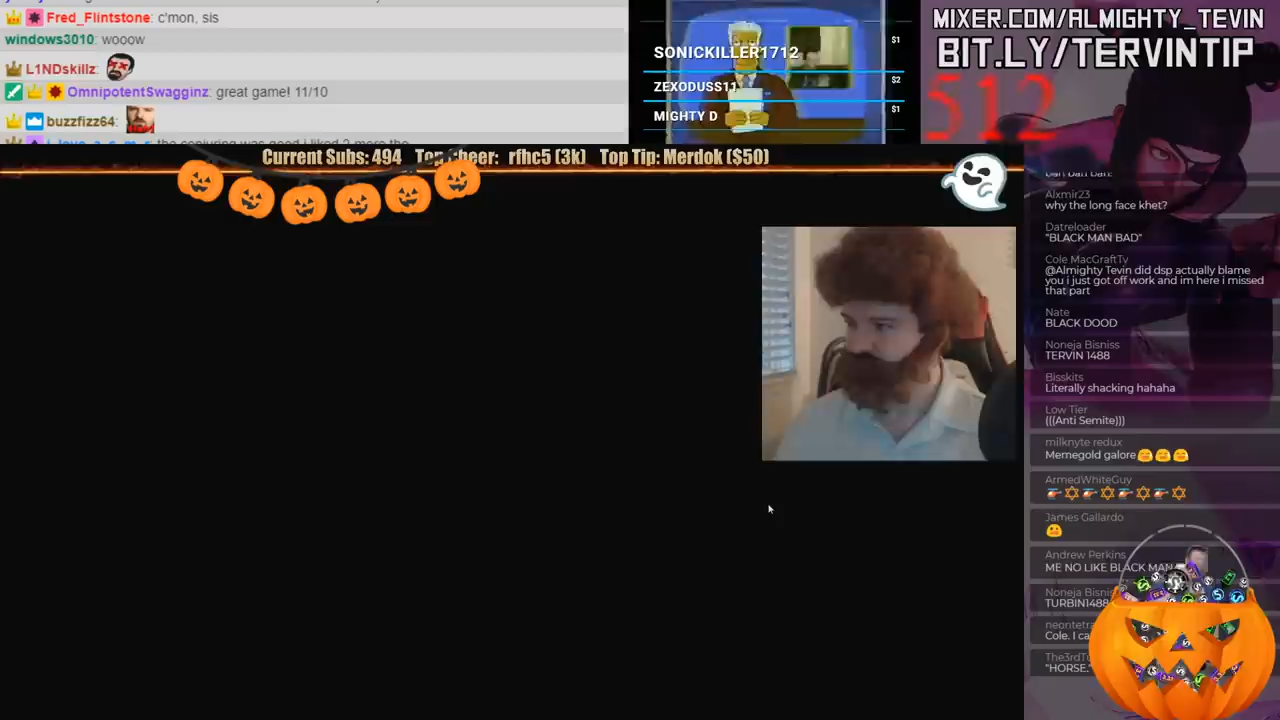 Fred_Flintstone: c'mon, sis
windows3010: wooow
L1NDskillz:
OmnipotentSwagginz: great game! 11/10
buzzfizz64:
SONICKILLER1712 $1
ZEXODUSS11 $2
MIGHTY D $1
MIXER.COM/ALMIGHTY_TEVIN
BIT.LY/TERVINTIP
512
Current Subs: 494 Top Cheer: rfhc5 (3k) Top Tip: Merdok ($50)
Alxmir23
why the long face khet?
Datreloader
"BLACK MAN BAD"
Cole MacGraftTv
@Almighty Tevin did dsp actually blame
you i just got off work and im here i missed
that part
Nate
BLACK DOOD
Noneja Bisniss
TERVIN 1488
Bisskits
Literally shacking hahaha
Low Tier
(((Anti Semite)))
milknyte redux
Memegold galore
ArmedWhiteGuy
James Gallardo
Andrew Perkins
ME NO LIKE BLACK MAN
Noneja Bisniss
TURBIN1488
Cole. I
"HORSE."